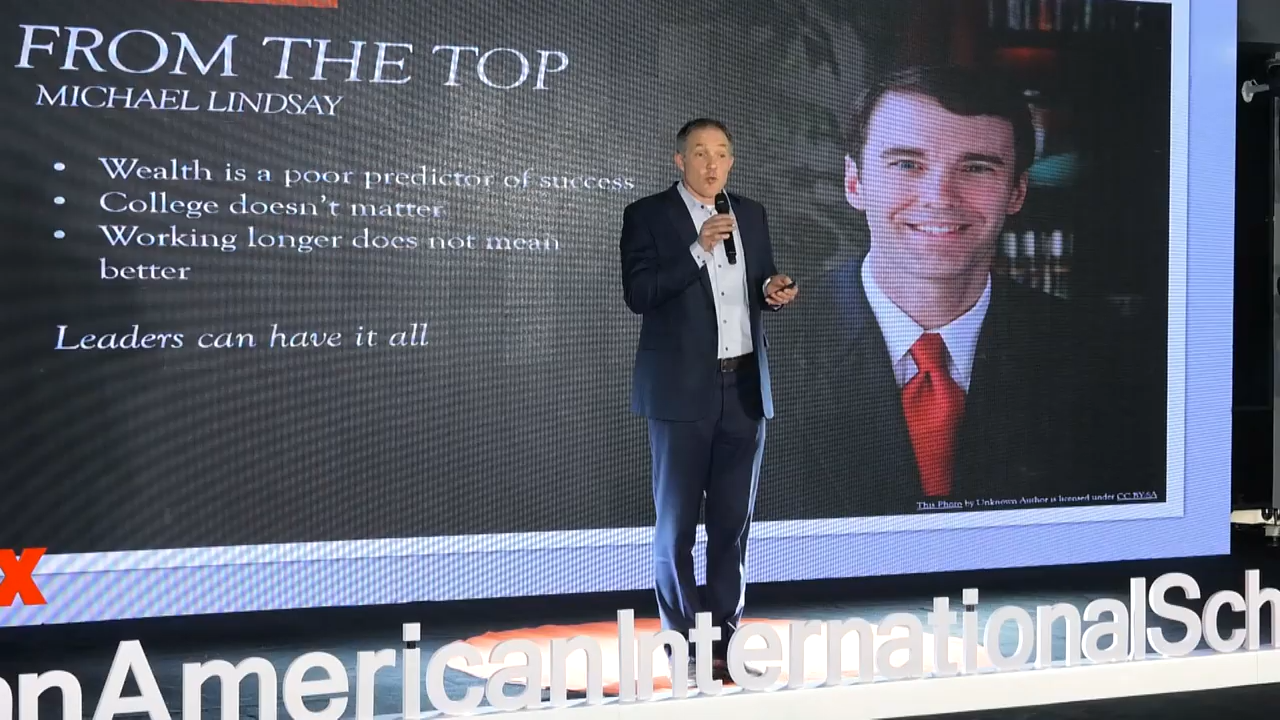 FROM THE TOP
MICHAEL LINDSAY
• Wealth is a poor predictor of success
• College doesn't matter
• Working longer does not mean
better
Leaders can have it all
This Photo by Unknown Author is licensed under CC BY-SA
x
onAmericanInternationalSch